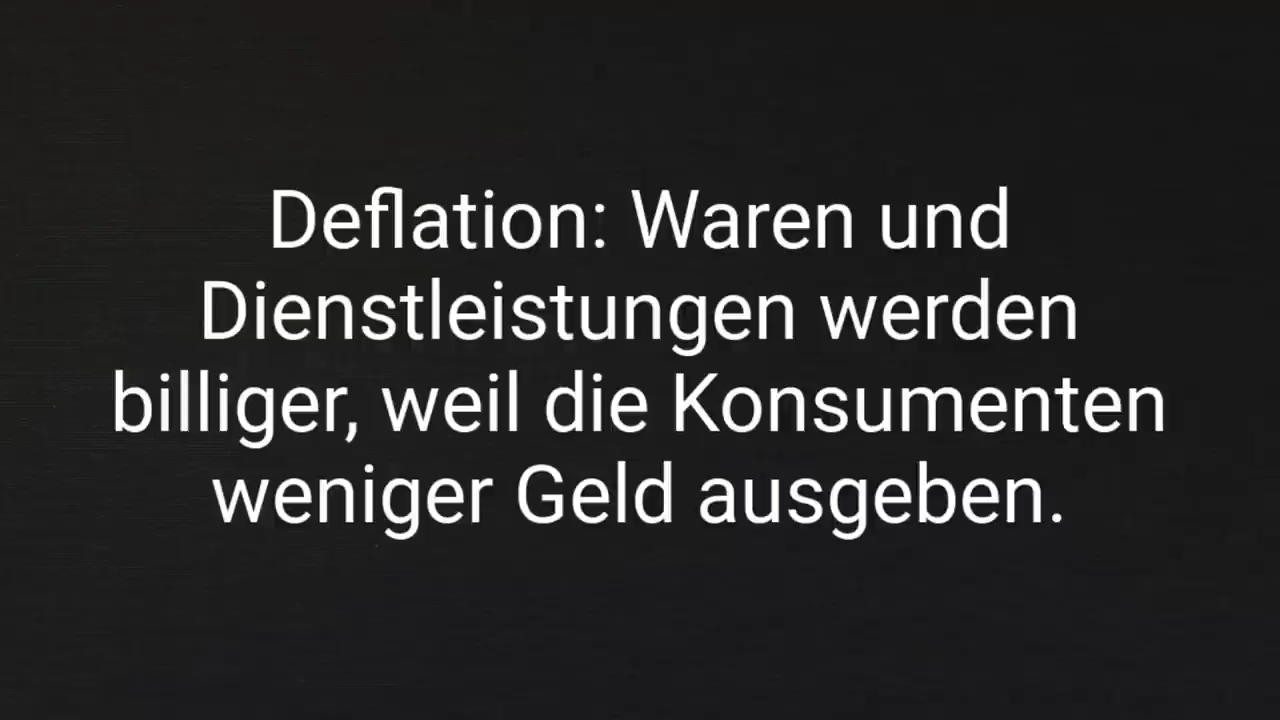 Deflation: Waren und
Dienstleistungen werden
billiger, weil die Konsumenten
weniger Geld ausgeben.